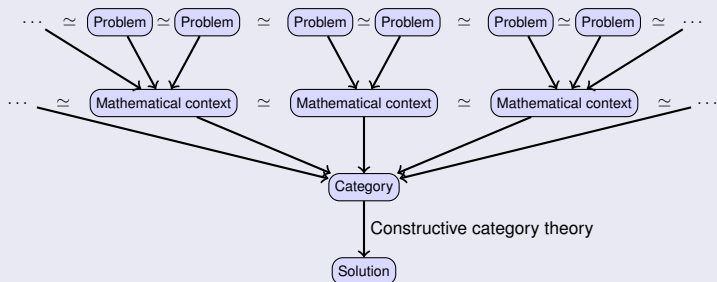 ⋯ ≃ Problem ≃ Problem ≃ Problem ≃ Problem ≃ Problem ≃ Problem ≃ ⋯
⋯ ≃ Mathematical context ≃ Mathematical context ≃ Mathematical context ≃ ⋯
Category
Constructive category theory
Solution